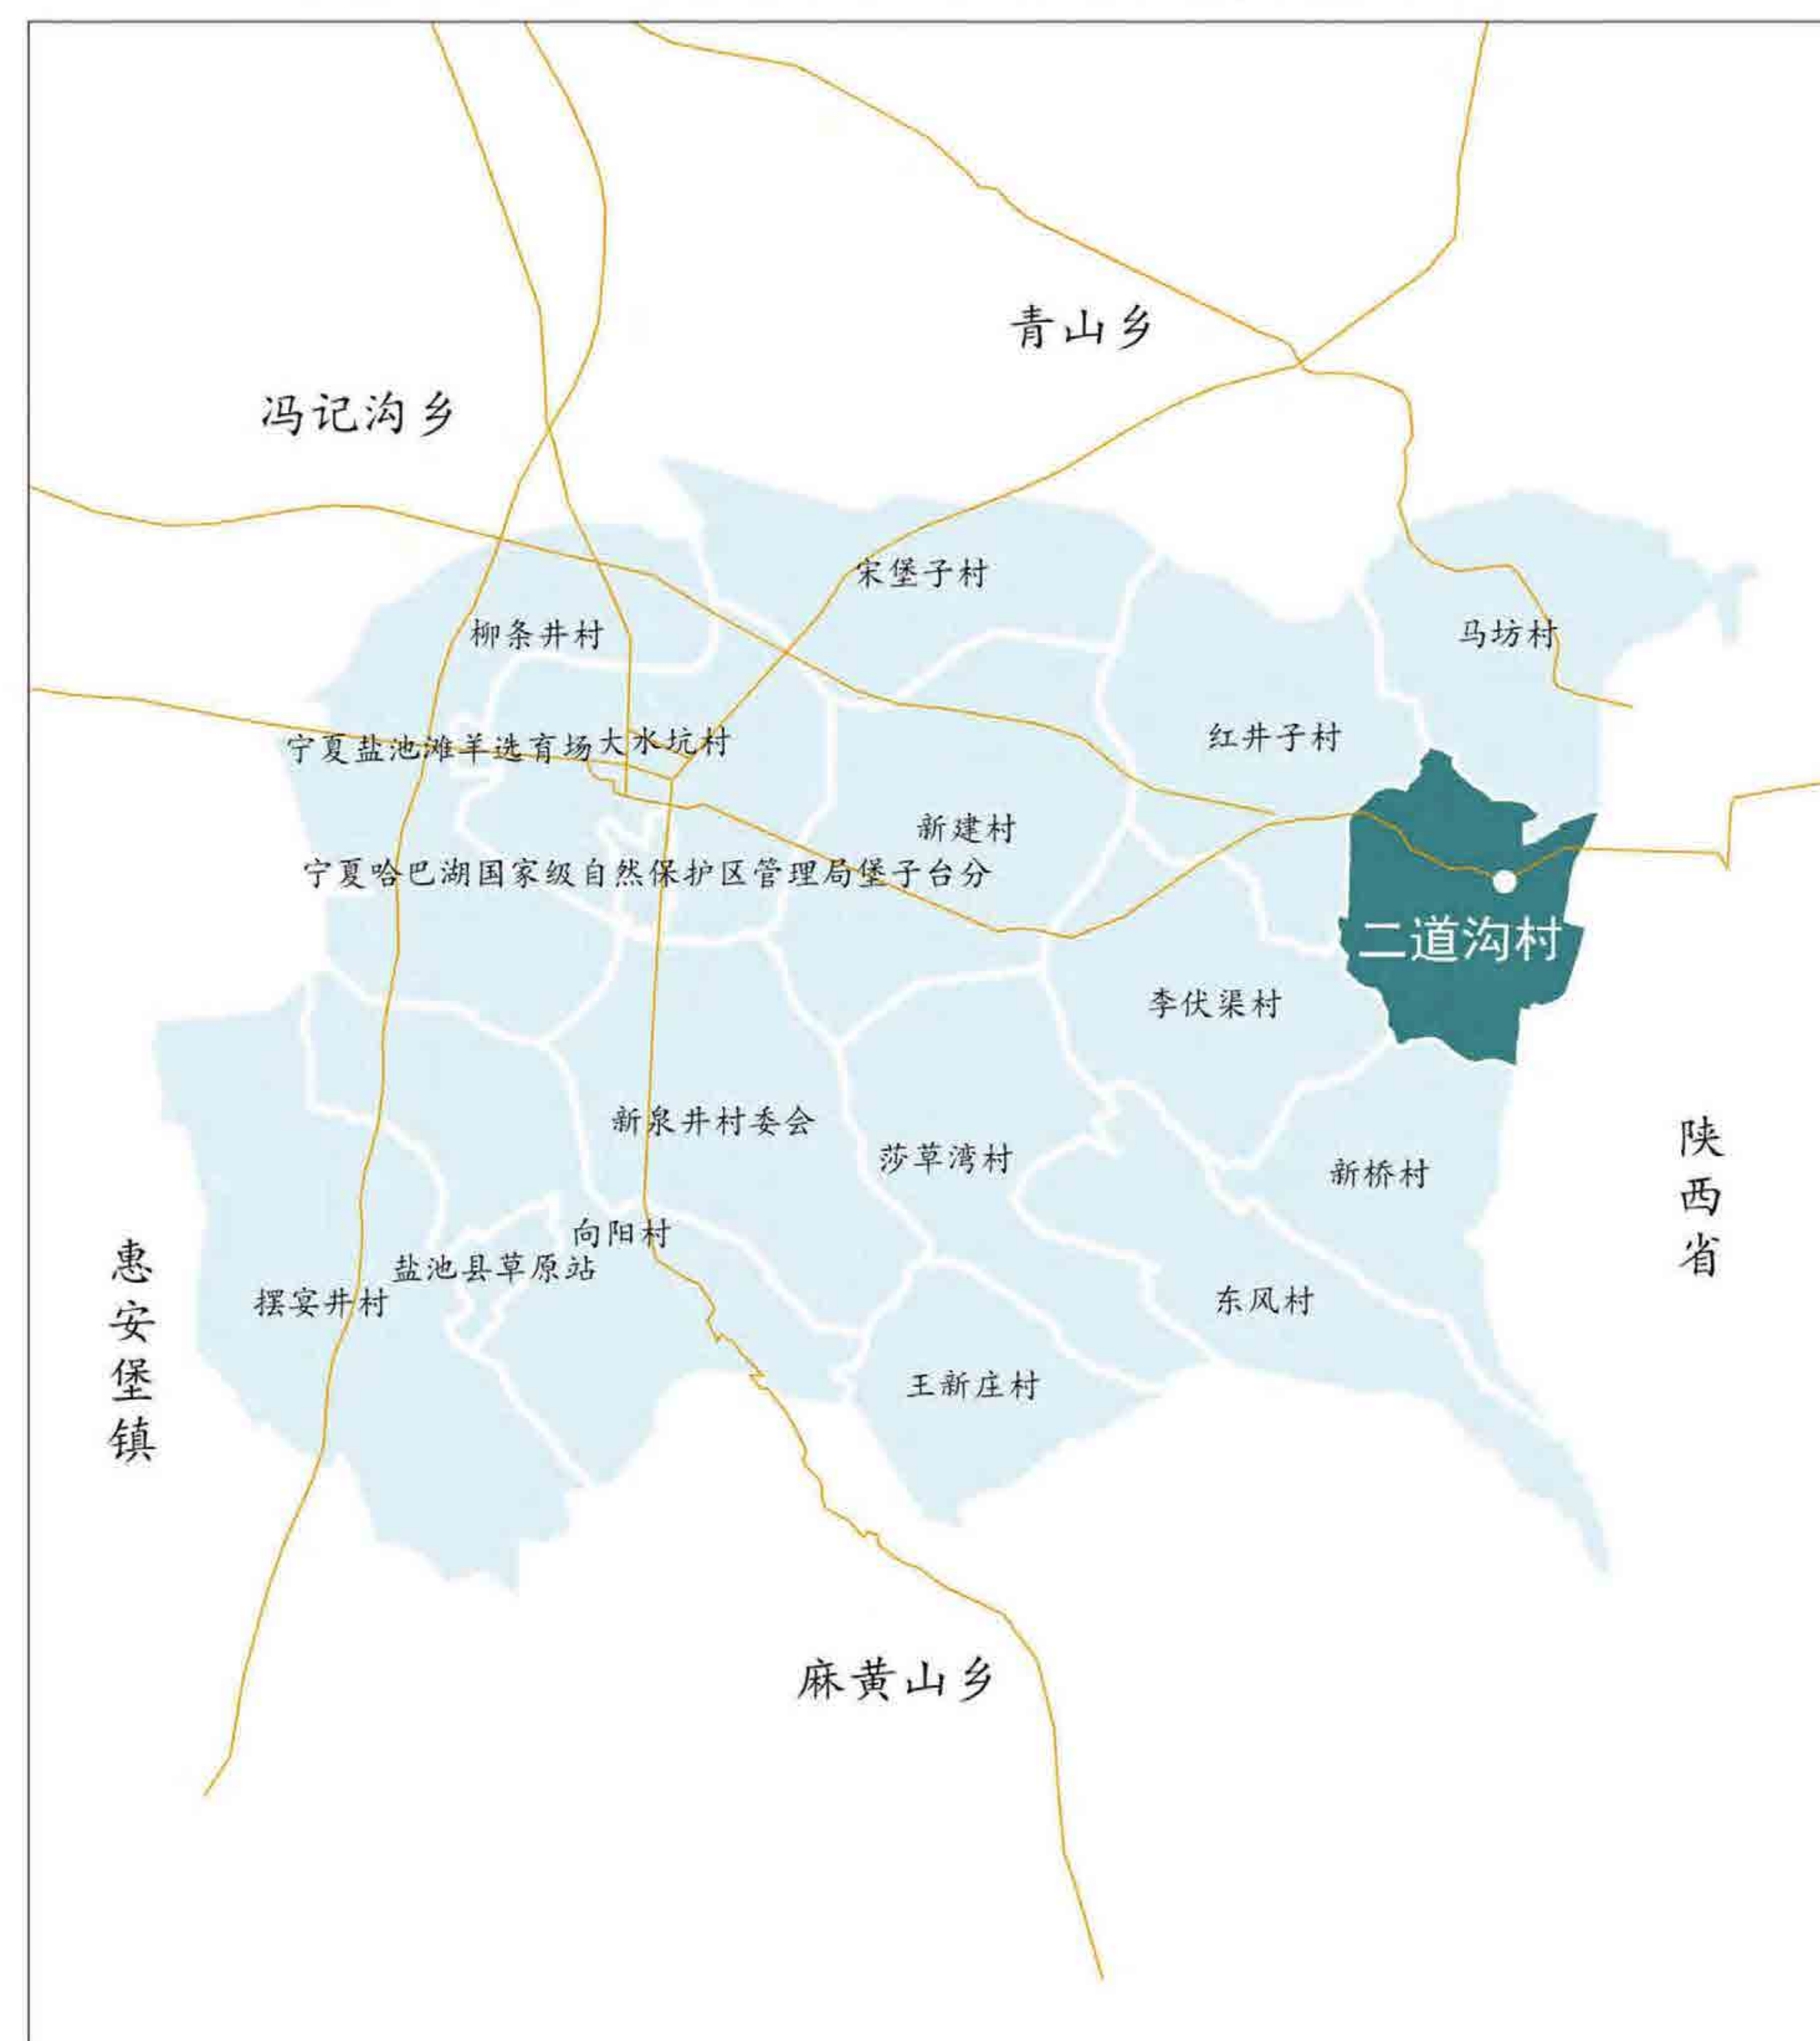 青山乡
冯记沟乡
宋堡子村
柳条井村
马坊村
红井子村
宁夏盐池滩羊选育场
大水坑村
新建村
宁夏哈巴湖国家级自然保护区管理局堡子台分
二道沟村
李伏渠村
新泉井村委会
莎草湾村
新桥村
陕西省
向阳村
盐池县草原站
摆宴井村
惠安堡镇
东风村
王新庄村
麻黄山乡